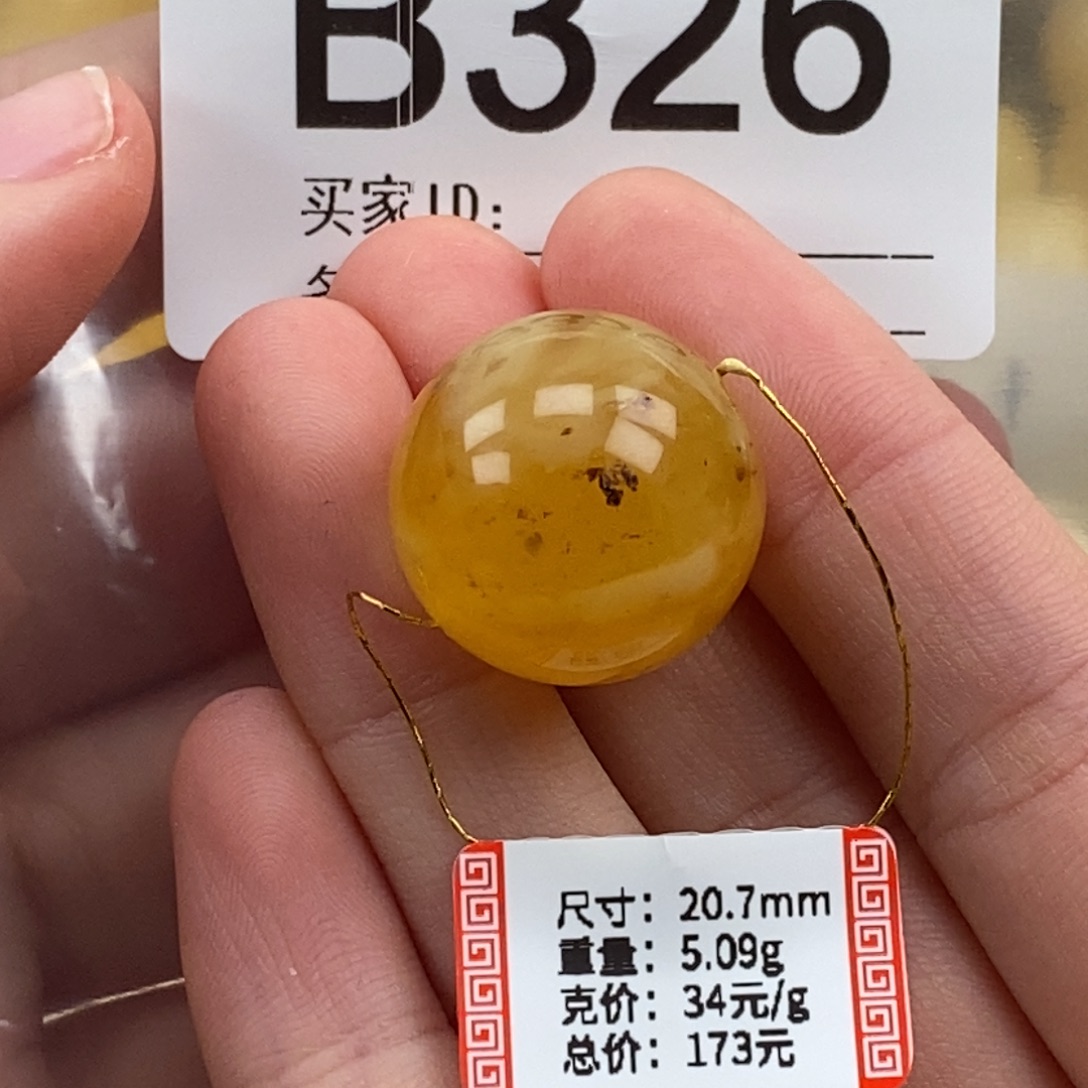 B326
买家ID:
尺寸：20.7mm
重量：5.09g
克价：34元/g
总价：173元